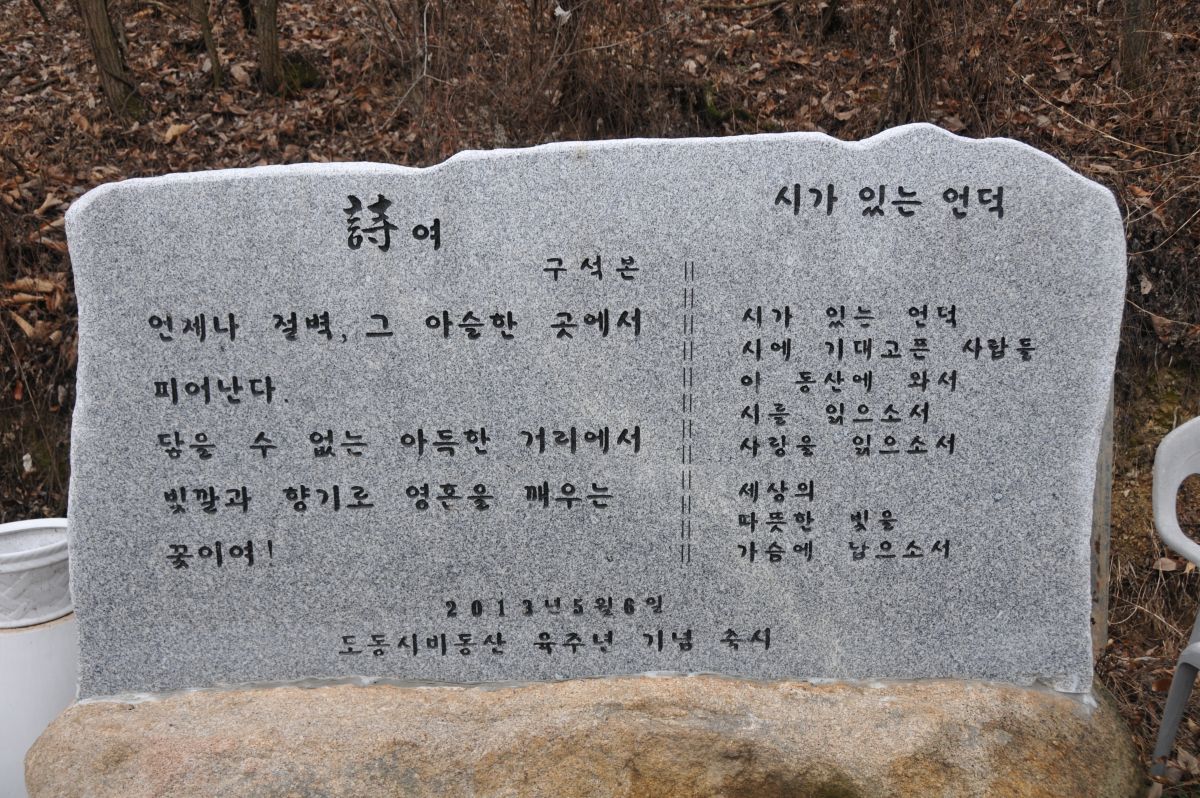 詩여
구석본
언제나 절벽, 그 아슬한 곳에서
피어난다.
닿을 수 없는 아득한 거리에서
빛깔과 향기로 영혼을 깨우는
꽃이여!
시가 있는 언덕
시가 있는 언덕
시에 기대고픈 사람들
이 동산에 와서
시를 읽으소서
사랑을 읽으소서
세상의
따뜻한 빛을
가슴에 담으소서
2013년5월6일
도동시비동산 육주년 기념 축시